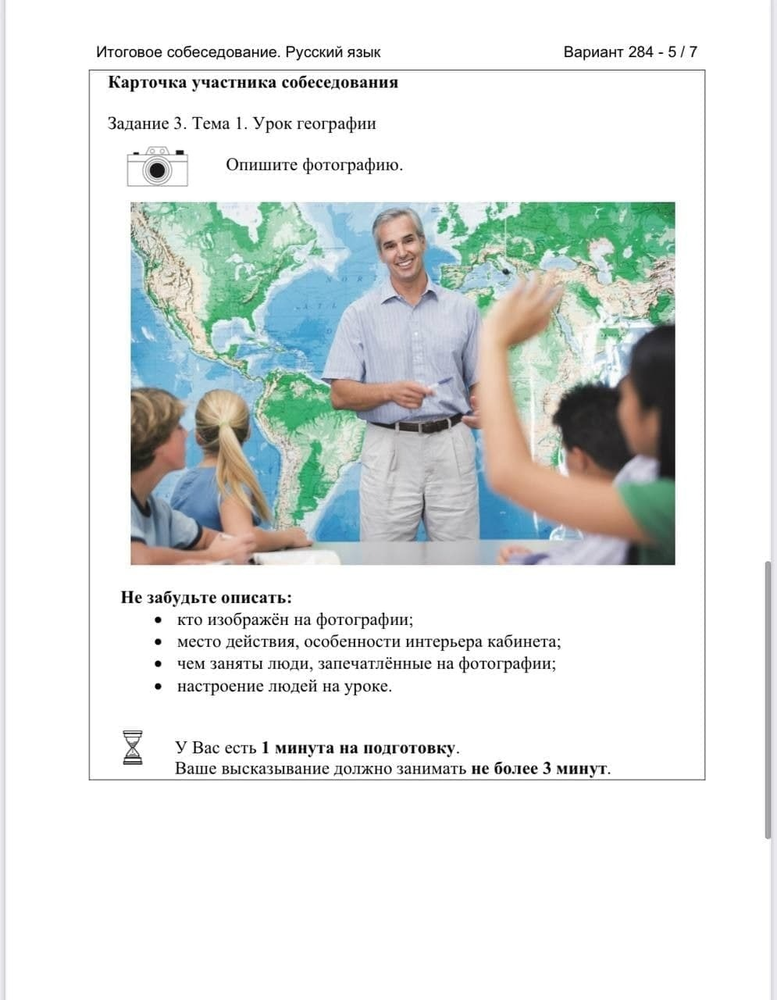 Итоговое собеседование. Русский язык Вариант 284 - 5 / 7
Карточка участника собеседования
Задание 3. Тема 1. Урок географии
Опишите фотографию.
Не забудьте описать:
• кто изображён на фотографии;
• место действия, особенности интерьера кабинета;
• чем заняты люди, запечатлённые на фотографии;
• настроение людей на уроке.
У Вас есть 1 минута на подготовку.
Ваше высказывание должно занимать не более 3 минут.